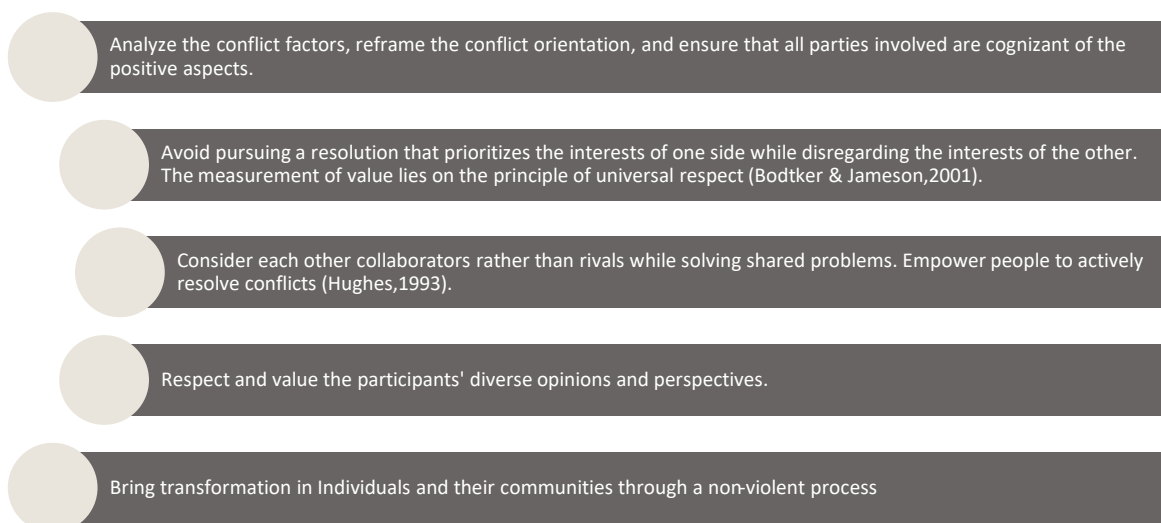 Analyze the conflict factors, reframe the conflict orientation, and ensure that all parties involved are cognizant of the
positive aspects.
Avoid pursuing a resolution that prioritizes the interests of one side while disregarding the interests of the other.
The measurement of value lies on the principle of universal respect (Bodtker & Jameson,2001).
Consider each other collaborators rather than rivals while solving shared problems. Empower people to actively
resolve conflicts (Hughes,1993).
Respect and value the participants' diverse opinions and perspectives.
Bring transformation in Individuals and their communities through a non-violent process